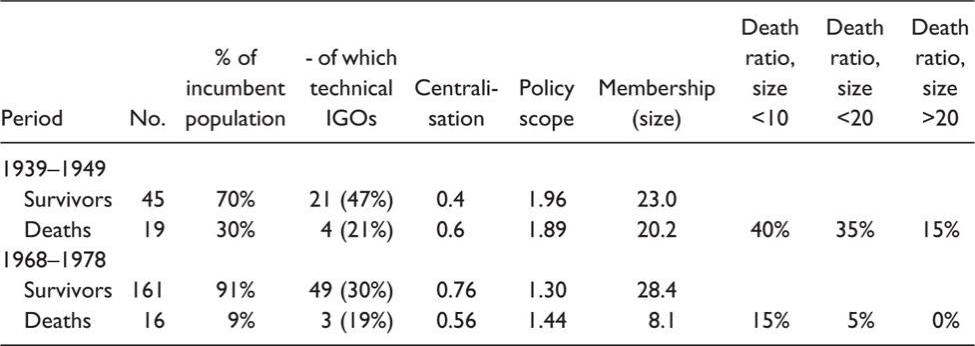 Death Death Death
% of - of which ratio, ratio, ratio,
incumbent technical Centrali- Policy Membership size size size
Period No. population IGOs sation scope (size) <10 <20 >20
1939–1949
Survivors 45 70% 21 (47%) 0.4 1.96 23.0
Deaths 19 30% 4 (21%) 0.6 1.89 20.2 40% 35% 15%
1968–1978
Survivors 161 91% 49 (30%) 0.76 1.30 28.4
Deaths 16 9% 3 (19%) 0.56 1.44 8.1 15% 5% 0%